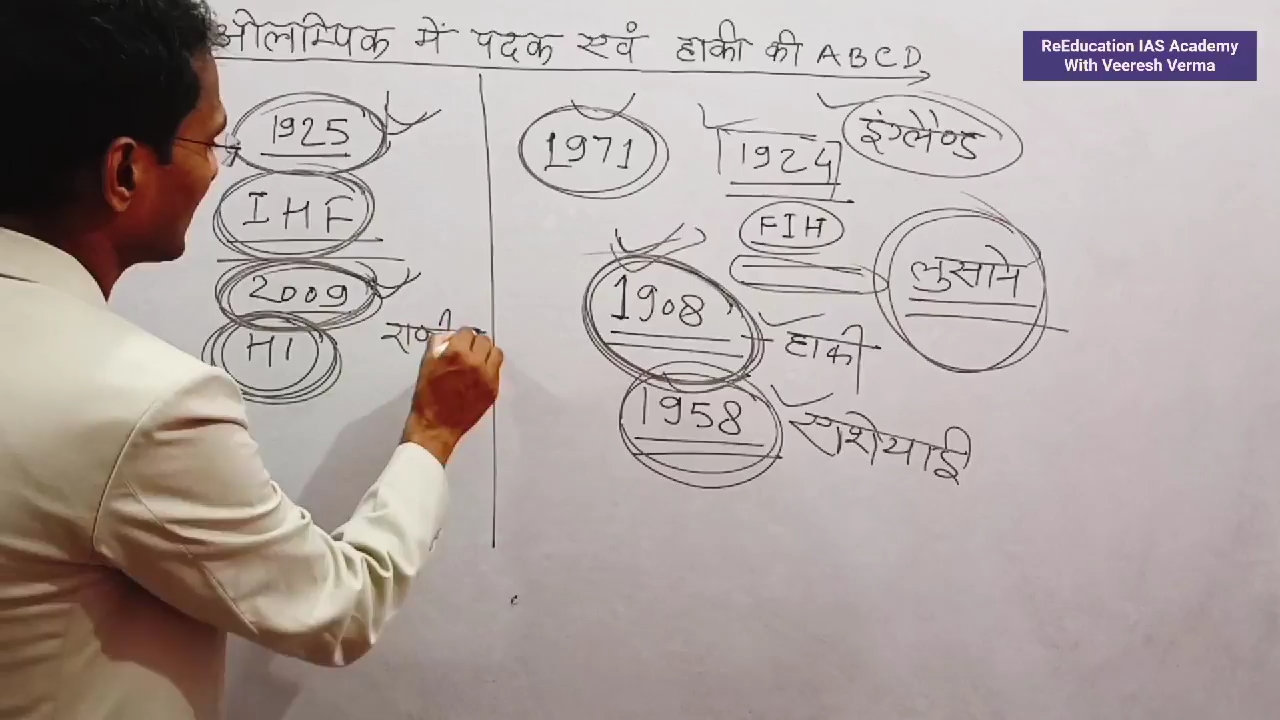 ओलम्पिक में पदक एवं हाकी की ABCD
ReEducation IAS Academy
With Veeresh Verma
1925
IHF
2009
HI
1971
1924
इंग्लैण्ड
FIH
लुसाने
1908
हाकी
1958
एशियाई